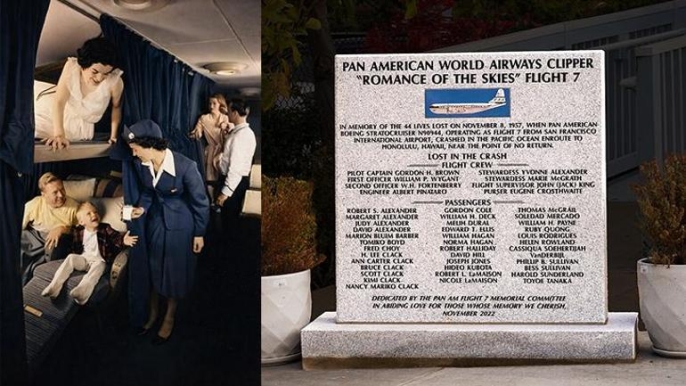 PAN AMERICAN WORLD AIRWAYS CLIPPER
"ROMANCE OF THE SKIES" FLIGHT 7
IN MEMORY OF THE 44 LIVES LOST ON NOVEMBER 8, 1957, WHEN PAN AMERICAN
BOEING STRATOCRUISER N90944, OPERATING AS FLIGHT 7 FROM SAN FRANCISCO
INTERNATIONAL AIRPORT, CRASHED IN THE PACIFIC OCEAN ENROUTE TO
HONOLULU, HAWAII, NEAR THE POINT OF NO RETURN.
LOST IN THE CRASH
FLIGHT CREW
PILOT CAPTAIN GORDON H. BROWN
FIRST OFFICER WILLIAM P. WYGANT
SECOND OFFICER W.H. FORTENBERRY
ENGINEER ALBERT PINATARO
STEWARDESS YVONNE ALEXANDER
STEWARDESS MARIE McGRATH
FLIGHT SUPERVISOR JOHN (JACK) KING
PURSER EUGENE CROSTHWAITE
PASSENGERS
ROBERT S. ALEXANDER
MARGARET ALEXANDER
JUDY ALEXANDER
DAVID ALEXANDER
MARION BLUM BARBER
TOMIKO BOYD
FRED CHOY
H. LEE CLACK
ANN CARTER CLACK
BRUCE CLACK
SCOTT CLACK
KIMI CLACK
NANCY MARIKO CLACK
GORDON COLE
WILLIAM H. DECK
MELIH DURAL
EDWARD T. ELLIS
WILLIAM HAGAN
NORMA HAGAN
ROBERT HALLIDAY
DAVID HILL
JOSEPH JONES
HIDEO KUBOTA
ROBERT L. LaMAISON
NICOLE LaMAISON
THOMAS McGRAIL
SOLEDAD MERCADO
WILLIAM H. PAYNE
RUBY QUONG
LOUIS RODRIGUES
HELEN ROWLAND
CASSIQUA SOEHERTIJAH
VanDERBIJL
PHILLIP B. SULLIVAN
BESS SULLIVAN
HAROLD SUNDERLAND
TOYOE TANAKA
DEDICATED BY THE PAN AM FLIGHT 7 MEMORIAL COMMITTEE
IN ABIDING LOVE FOR THOSE WHOSE MEMORY WE CHERISH.
NOVEMBER 2022